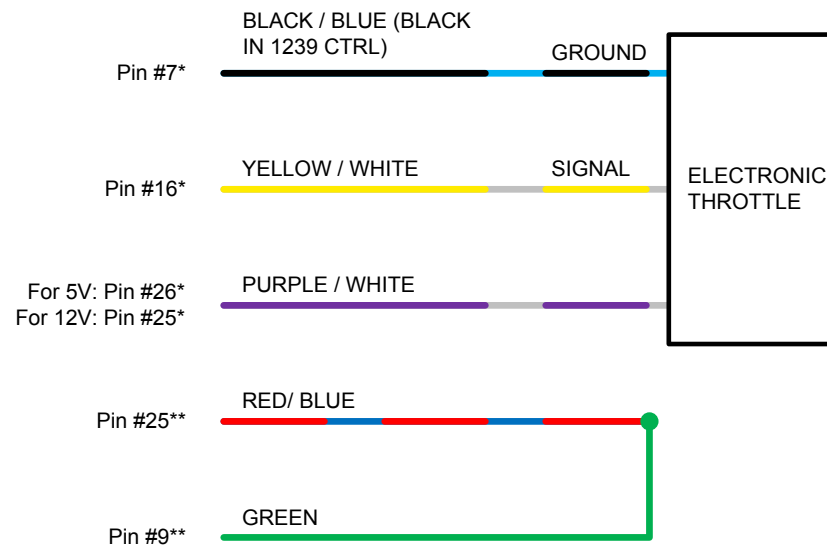 BLACK / BLUE (BLACK
IN 1239 CTRL)
GROUND
Pin #7*
YELLOW / WHITE
SIGNAL
Pin #16*
ELECTRONIC
THROTTLE
PURPLE / WHITE
For 5V: Pin #26*
For 12V: Pin #25*
RED/ BLUE
Pin #25**
GREEN
Pin #9**